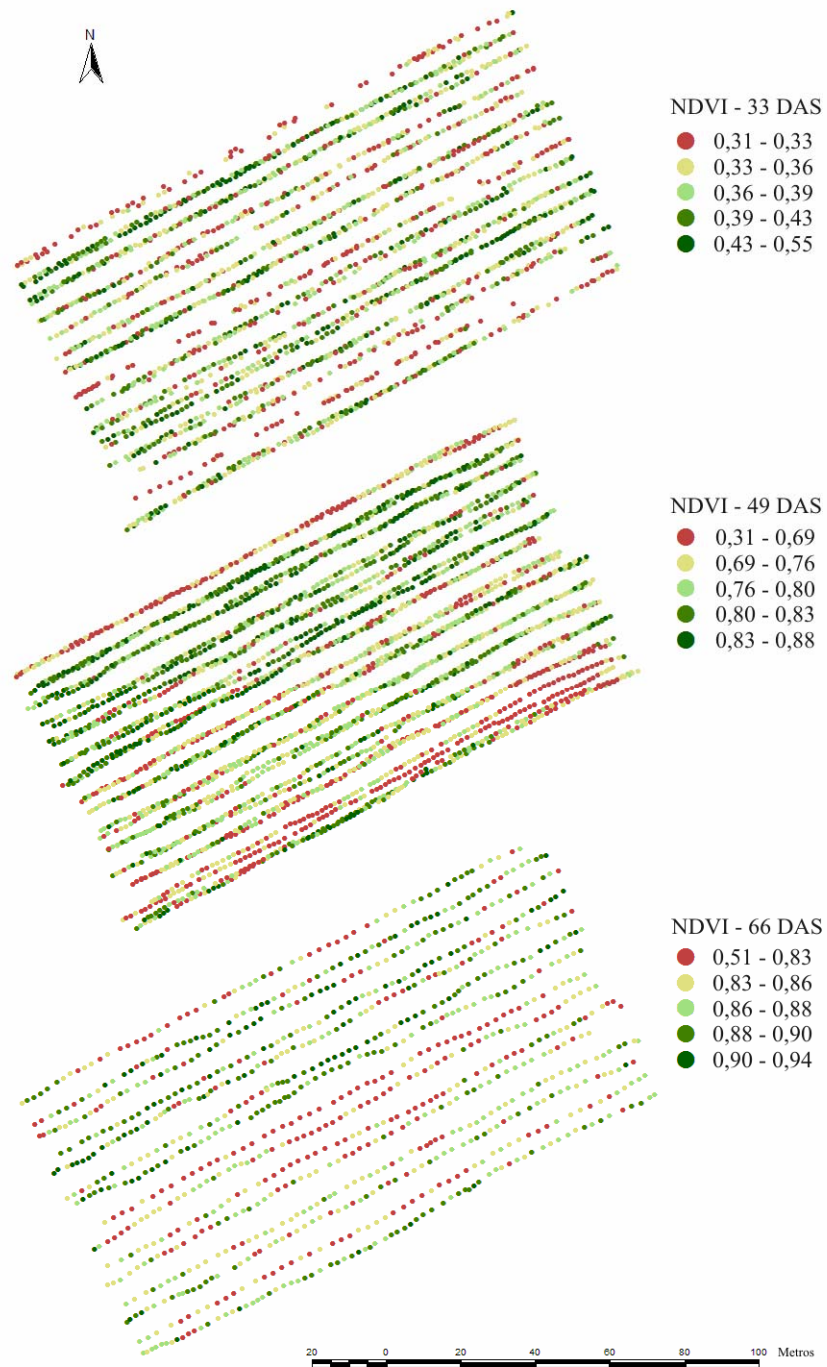 N
NDVI - 33 DAS
0,31 - 0,33
0,33 - 0,36
0,36 - 0,39
0,39 - 0,43
0,43 - 0,55
NDVI - 49 DAS
0,31 - 0,69
0,69 - 0,76
0,76 - 0,80
0,80 - 0,83
0,83 - 0,88
NDVI - 66 DAS
0,51 - 0,83
0,83 - 0,86
0,86 - 0,88
0,88 - 0,90
0,90 - 0,94
20 0 20 40 60 80 100 Metros